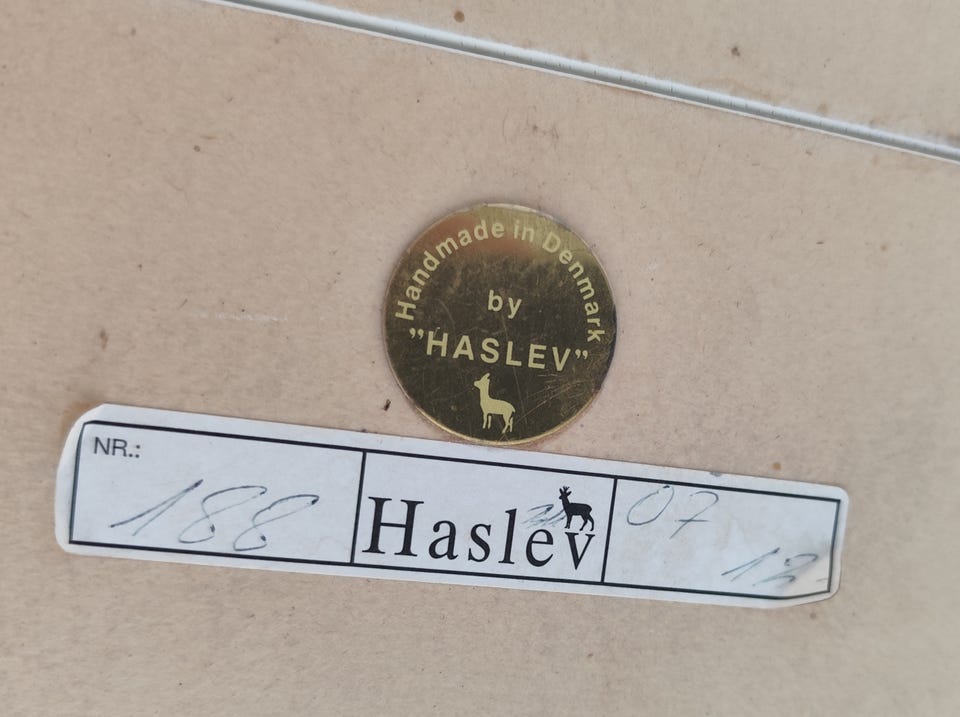 Handmade in Denmark
by
”HASLEV”
NR.:
188
Haslev
07
12